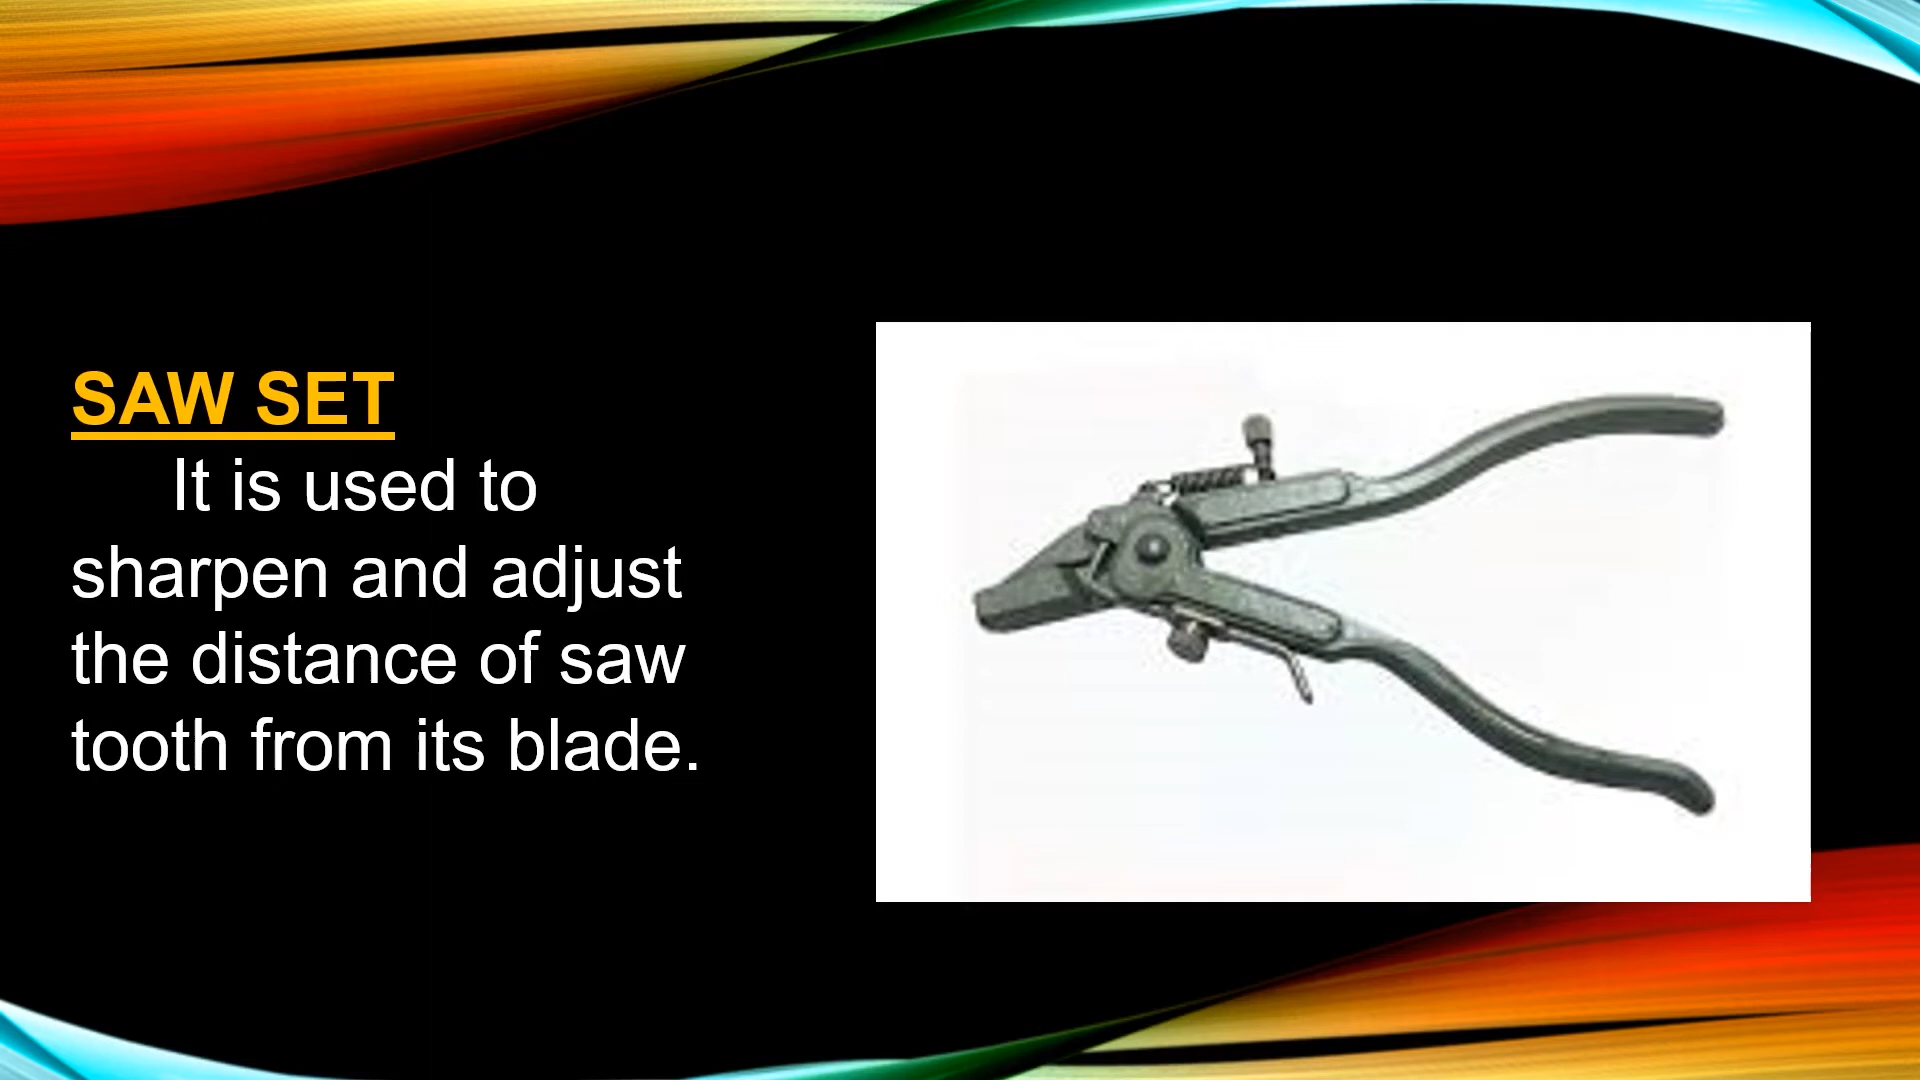 SAW SET
It is used to
sharpen and adjust
the distance of saw
tooth from its blade.